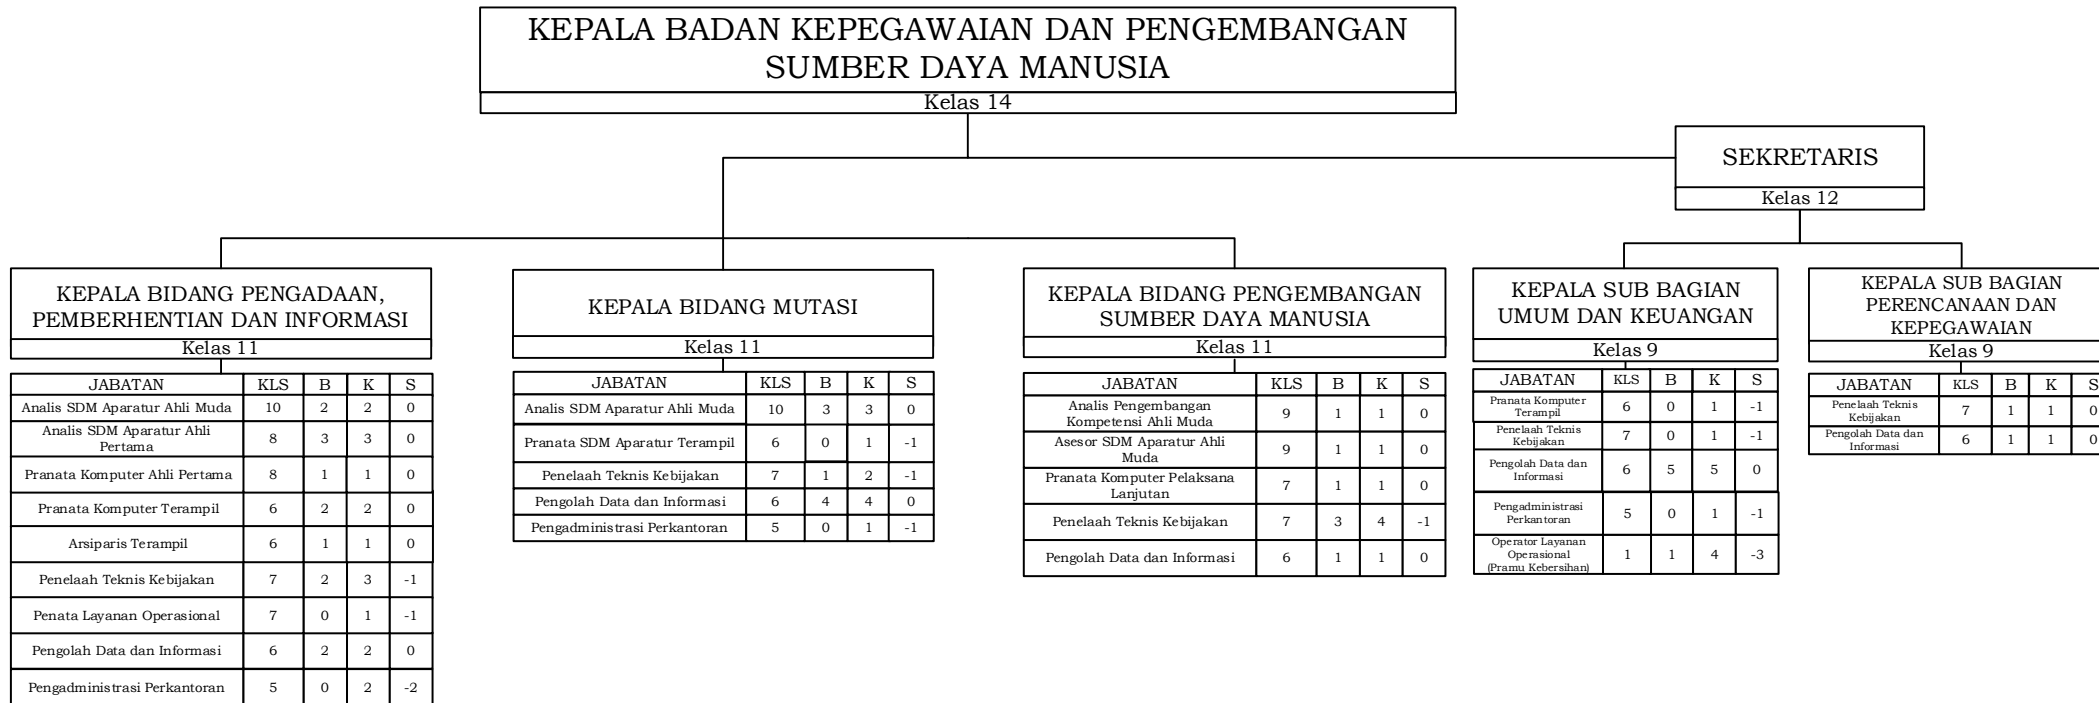 KEPALA BADAN KEPEGAWAIAN DAN PENGEMBANGAN
SUMBER DAYA MANUSIA
Kelas 14
SEKRETARIS
Kelas 12
KEPALA BIDANG PENGADAAN,
PEMBERHENTIAN DAN INFORMASI
Kelas 11
JABATAN KLS B K S
Analis SDM Aparatur Ahli Muda 10 2 2 0
Analis SDM Aparatur Ahli
Pertama 8 3 3 0
Pranata Komputer Ahli Pertama 8 1 1 0
Pranata Komputer Terampil 6 2 2 0
Arsiparis Terampil 6 1 1 0
Penelaah Teknis Kebijakan 7 2 3 -1
Penata Layanan Operasional 7 0 1 -1
Pengolah Data dan Informasi 6 2 2 0
Pengadministrasi Perkantoran 5 0 2 -2
KEPALA BIDANG MUTASI
Kelas 11
JABATAN KLS B K S
Analis SDM Aparatur Ahli Muda 10 3 3 0
Pranata SDM Aparatur Terampil 6 0 1 -1
Penelaah Teknis Kebijakan 7 1 2 -1
Pengolah Data dan Informasi 6 4 4 0
Pengadministrasi Perkantoran 5 0 1 -1
KEPALA BIDANG PENGEMBANGAN
SUMBER DAYA MANUSIA
Kelas 11
JABATAN KLS B K S
Analis Pengembangan
Kompetensi Ahli Muda 9 1 1 0
Asesor SDM Aparatur Ahli
Muda 9 1 1 0
Pranata Komputer Pelaksana
Lanjutan 7 1 1 0
Penelaah Teknis Kebijakan 7 3 4 -1
Pengolah Data dan Informasi 6 1 1 0
KEPALA SUB BAGIAN
UMUM DAN KEUANGAN
Kelas 9
JABATAN KLS B K S
Pranata Komputer
Terampil 6 0 1 -1
Penelaah Teknis
Kebijakan 7 0 1 -1
Pengolah Data dan
Informasi 6 5 5 0
Pengadministrasi
Perkantoran 5 0 1 -1
Operator Layanan
Operasional
(Pramu Kebersihan) 1 1 4 -3
KEPALA SUB BAGIAN
PERENCANAAN DAN
KEPEGAWAIAN
Kelas 9
JABATAN KLS B K S
Penelaah Teknis
Kebijakan 7 1 1 0
Pengolah Data dan
Informasi 6 1 1 0